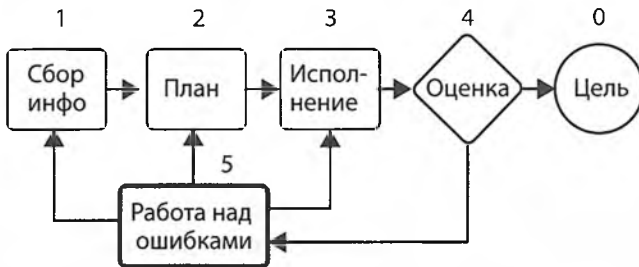 1 2 3 4 0
Сбор
инфо
План
Испол-
нение
Оценка
Цель
5
Работа над
ошибками